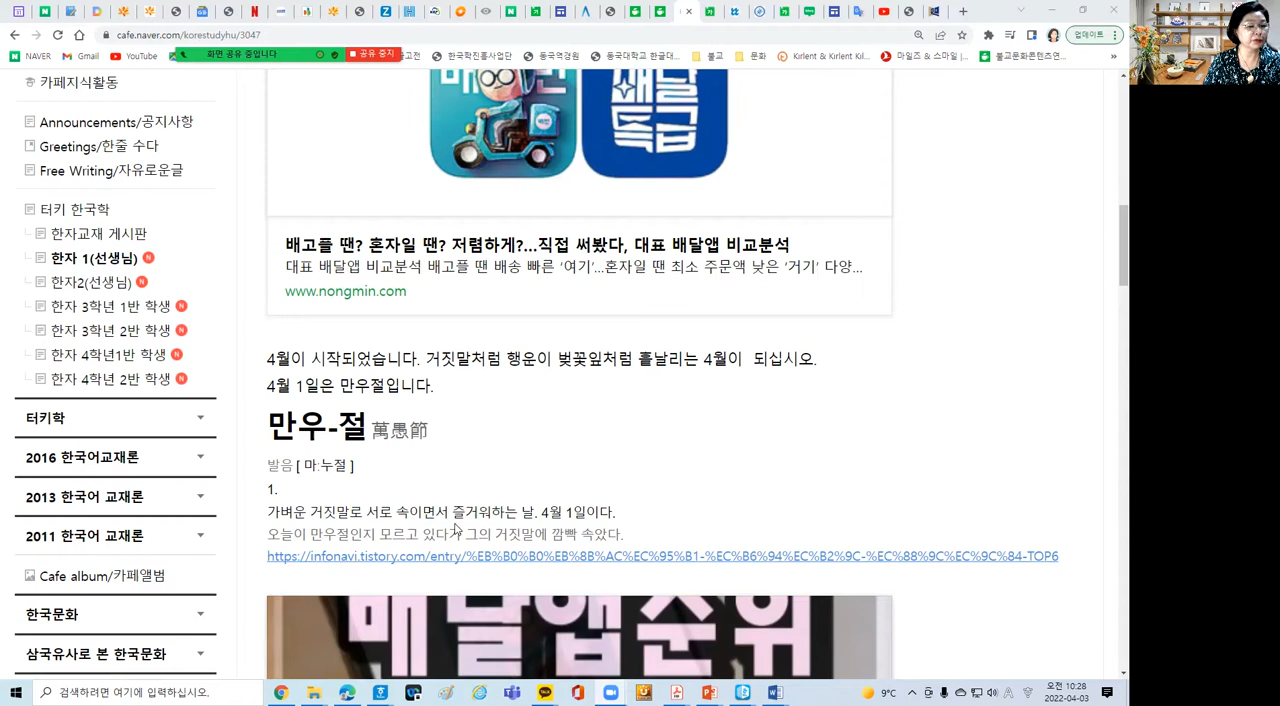 cafe.naver.com/korestudyhu/3047
업데이트
NAVER
Gmail
YouTube
화면 공유 중입니다
공유 중지
한국학진흥사업단
동국역경원
동국대학교 한글대...
불교
문화
Kirlent & Kirlent Kil...
마일즈 & 스마일 |...
불교문화콘텐츠연...
»
카페지식활동
Announcements/공지사항
Greetings/한줄 수다
Free Writing/자유로운글
터키 한국학
한자교재 게시판
한자 1(선생님) N
한자2(선생님) N
한자 3학년 1반 학생 N
한자 3학년 2반 학생 N
한자 4학년1반 학생 N
한자 4학년 2반 학생 N
터키학
2016 한국어교재론
2013 한국어 교재론
2011 한국어 교재론
Cafe album/카페앨범
한국문화
삼국유사로 본 한국문화
배달
특급
배고플 땐? 혼자일 땐? 저렴하게?...직접 써봤다, 대표 배달앱 비교분석
대표 배달앱 비교분석 배고플 땐 배송 빠른 ‘여기’...혼자일 땐 최소 주문액 낮은 ‘거기’ 다양...
www.nongmin.com
4월이 시작되었습니다. 거짓말처럼 행운이 벚꽃잎처럼 흩날리는 4월이 되십시오.
4월 1일은 만우절입니다.
만우-절 萬愚節
발음 [ 마ː누절 ]
1.
가벼운 거짓말로 서로 속이면서 즐거워하는 날. 4월 1일이다.
오늘이 만우절인지 모르고 있다가 그의 거짓말에 깜빡 속았다.
https://infonavi.tistory.com/entry/%EB%B0%B0%EB%8B%AC%EC%95%B1-%EC%B6%94%EC%B2%9C-%EC%88%9C%EC%9C%84-TOP6
배달앱순위
검색하려면 여기에 입력하십시오.
9°C
오전 10:28
2022-04-03